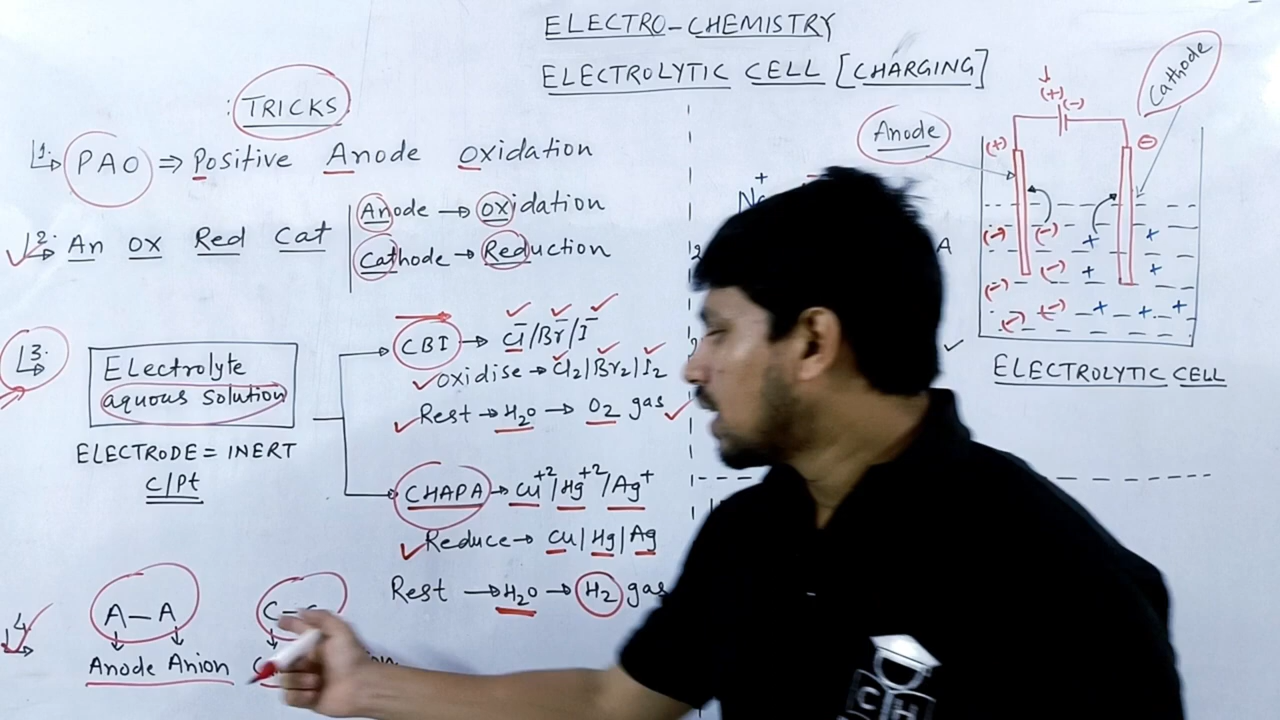 ELECTRO-CHEMISTRY
ELECTROLYTIC CELL [CHARGING]
: TRICKS
1. PAO ⇒ Positive Anode Oxidation
2. An ox Red Cat
Anode → oxidation
Cathode → Reduction
3. Electrolyte
aquous solution
ELECTRODE = INERT
C/Pt
CBI → Cl⁻/Br⁻/I⁻
oxidise → Cl₂/Br₂/I₂
Rest → H₂O → O₂ gas
CHAPA → Cu⁺²/Hg⁺²/Ag⁺
Reduce → Cu/Hg/Ag
Rest → H₂O → H₂ gas
4. A–A C–C
Anode Anion
Anode
Cathode
(+) (-)
(+) ⊖
(-) (-) + +
(-) (-) + +
(-) (-) (-) + + +
ELECTROLYTIC CELL
A
C H